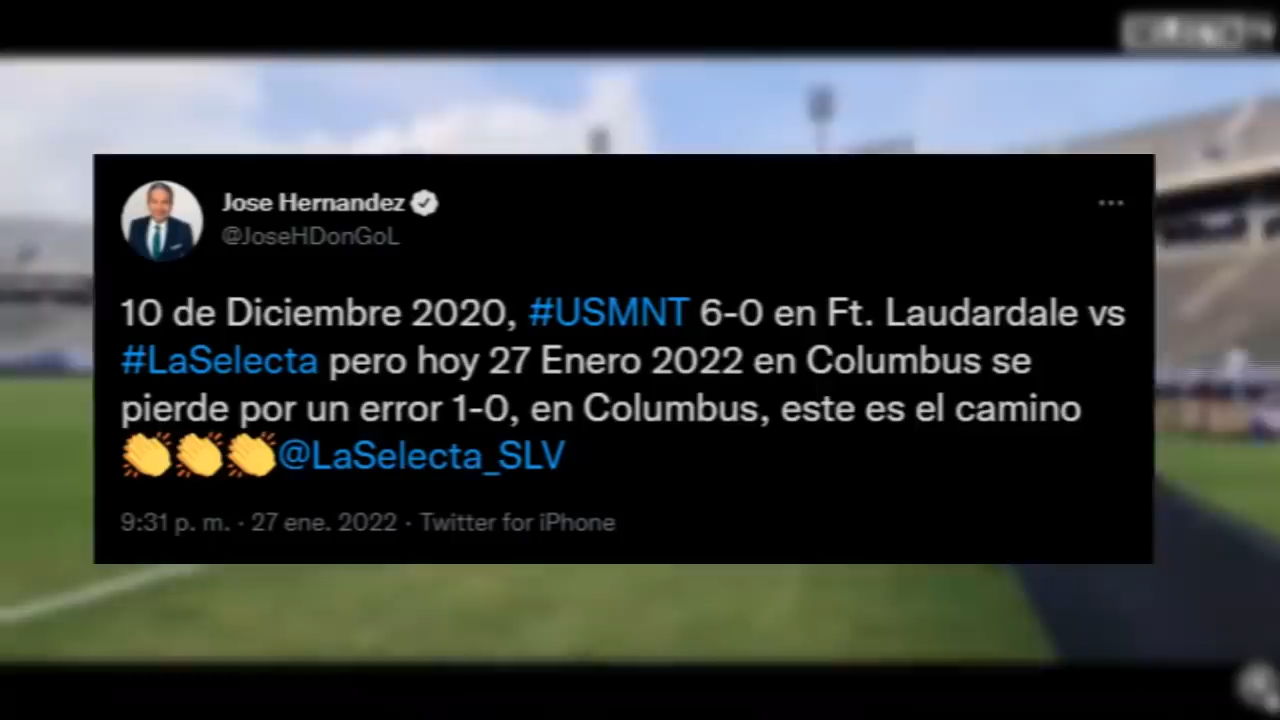 Jose Hernandez
@JoseHDonGoL
10 de Diciembre 2020, #USMNT 6-0 en Ft. Laudardale vs
#LaSelecta pero hoy 27 Enero 2022 en Columbus se
pierde por un error 1-0, en Columbus, este es el camino
👏👏👏@LaSelecta_SLV
9:31 p. m. · 27 ene. 2022 · Twitter for iPhone